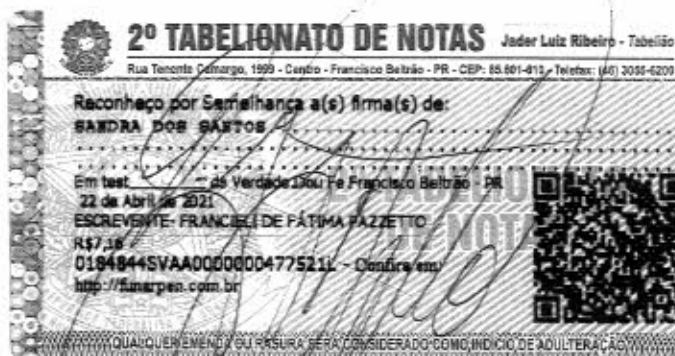 2º TABELIONATO DE NOTAS Jader Luiz Ribeiro - Tabelião
Rua Tenente Camargo, 1999 - Centro - Francisco Beltrão - PR - CEP: 85.601-610 - Telefax: (46) 3055-6200
Reconheço por Semelhança a(s) firma(s) de:
SANDRA DOS SANTOS
Em test. da Verdade Dou Fé Francisco Beltrão - PR
22 de Abril de 2021
ESCREVENTE- FRANCIELI DE FÁTIMA PAZZETTO
R$7,18
0184844SVAA0000000477521L - Confira em:
http://funarpen.com.br
QUALQUER EMENDA OU RASURA SERÁ CONSIDERADO COMO INDÍCIO DE ADULTERAÇÃO